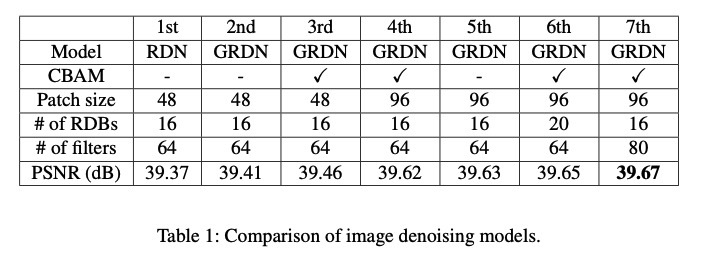 1st 2nd 3rd 4th 5th 6th 7th
Model RDN GRDN GRDN GRDN GRDN GRDN GRDN
CBAM - - ✓ ✓ - ✓ ✓
Patch size 48 48 48 96 96 96 96
# of RDBs 16 16 16 16 16 20 16
# of filters 64 64 64 64 64 64 80
PSNR (dB) 39.37 39.41 39.46 39.62 39.63 39.65 39.67
Table 1: Comparison of image denoising models.